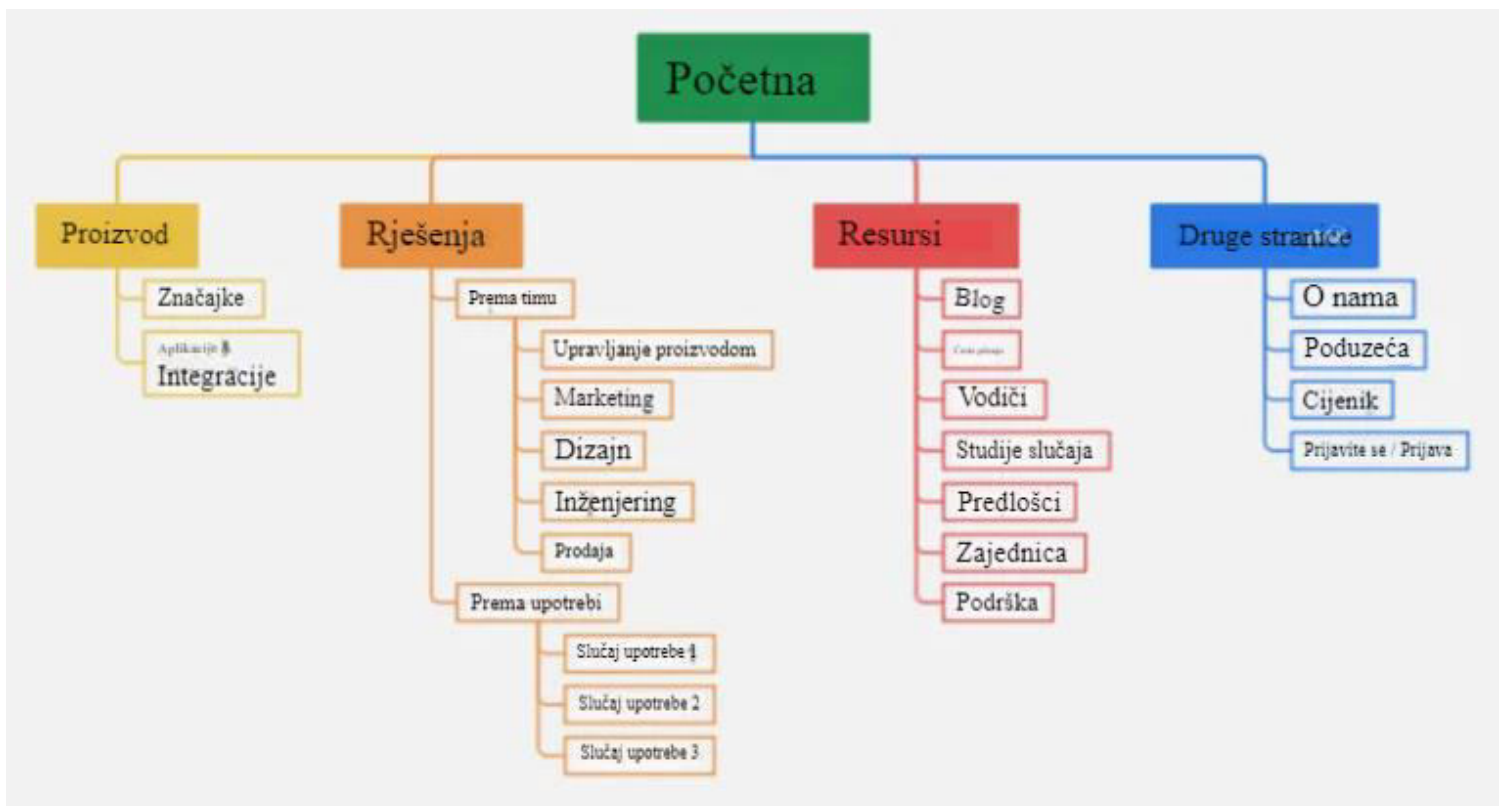 Početna
Proizvod
Značajke
Aplikacije &
Integracije
Rješenja
Prema timu
Upravljanje proizvodom
Marketing
Dizajn
Inženjering
Prodaja
Prema upotrebi
Slučaj upotrebe 1
Slučaj upotrebe 2
Slučaj upotrebe 3
Resursi
Blog
Vodiči
Studije slučaja
Predlošci
Zajednica
Podrška
Druge stranice
O nama
Poduzeća
Cijenik
Prijavite se / Prijava